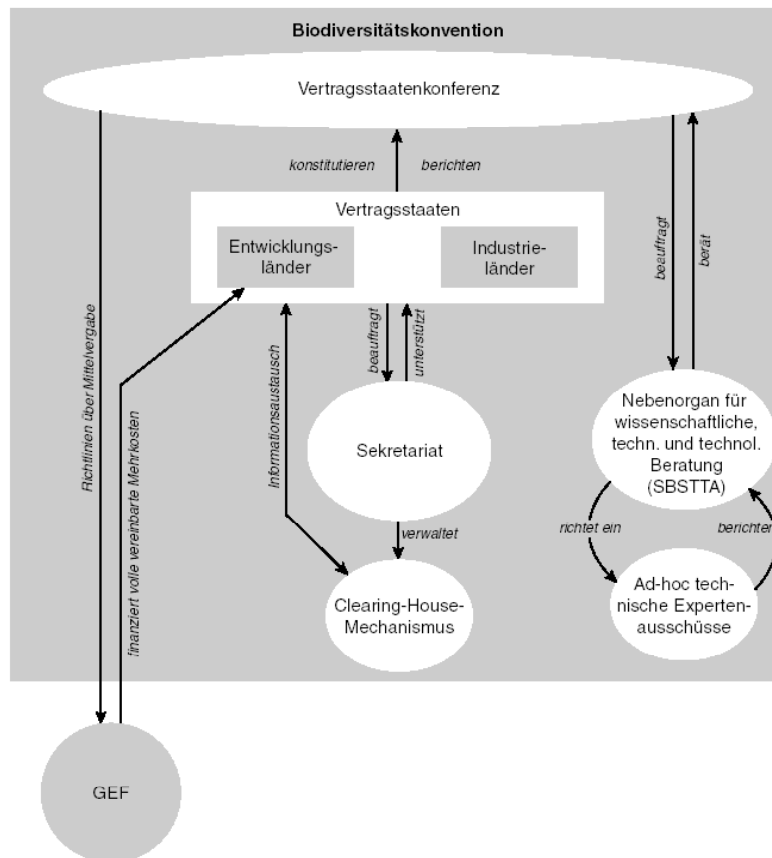 Biodiversitätskonvention
Vertragsstaatenkonferenz
konstitutieren
berichten
Vertragsstaaten
Entwicklungs-
länder
Industrie-
länder
beauftragt
berät
Richtlinien über Mittelvergabe
finanziert volle vereinbarte Mehrkosten
Informationsaustausch
beauftragt
unterstützt
Sekretariat
Nebenorgan für
wissenschaftliche,
techn. und technol.
Beratung
(SBSTTA)
verwaltet
richtet ein
berichten
Clearing-House-
Mechanismus
Ad-hoc tech-
nische Experten-
ausschüsse
GEF